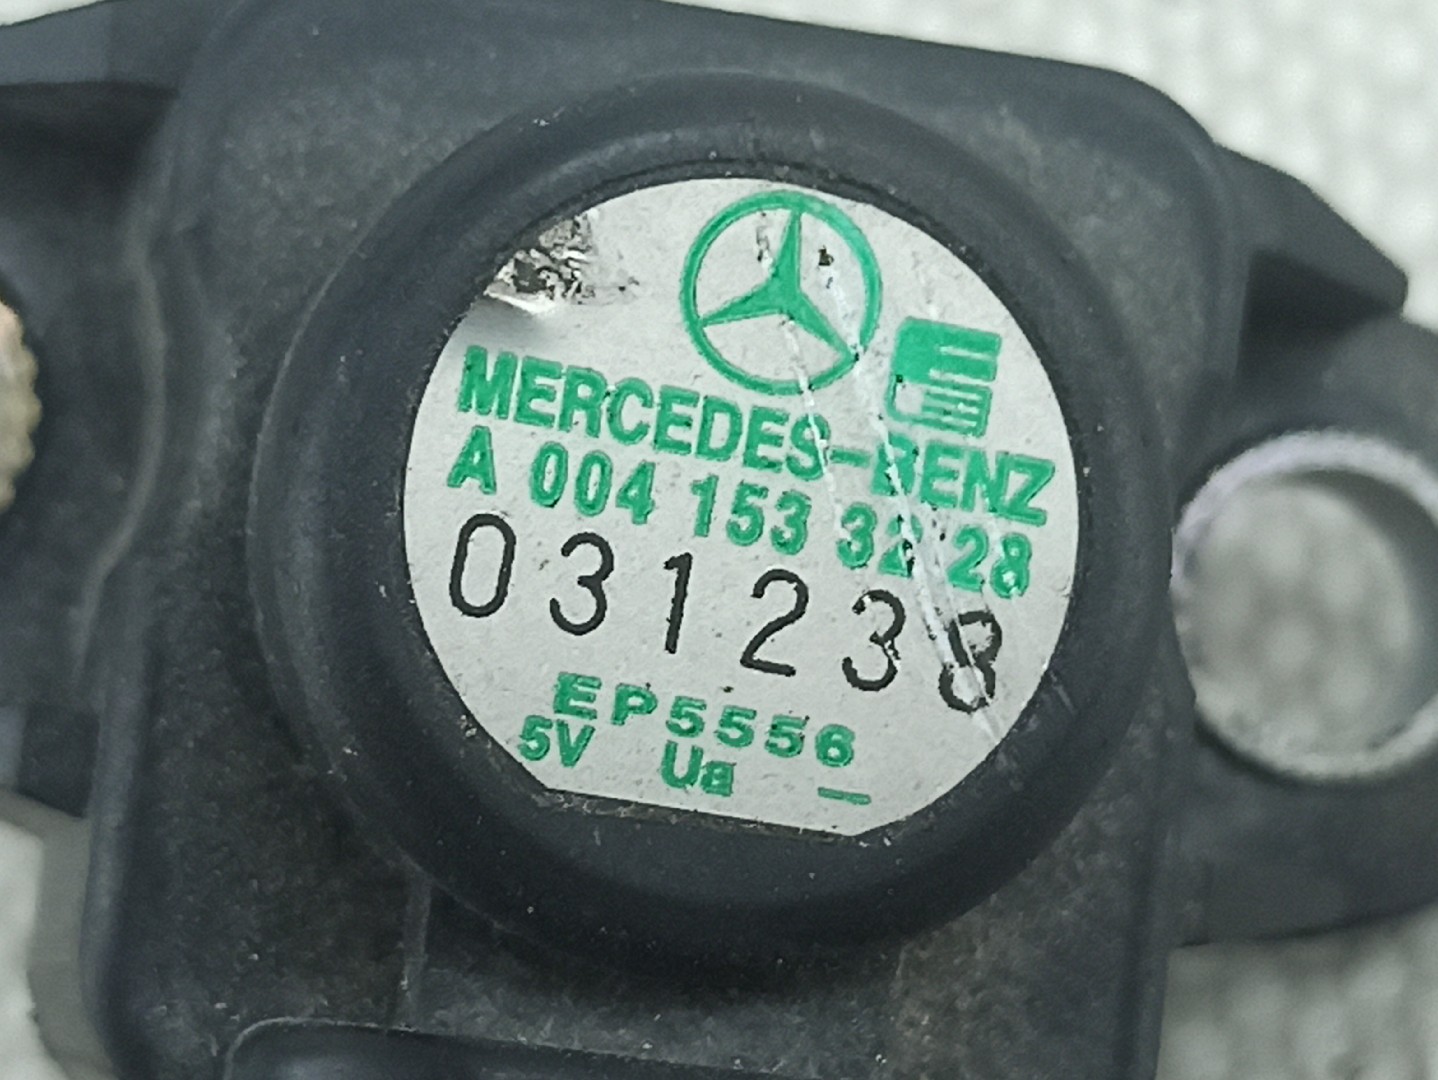 MERCEDES-BENZ
A 004 153 32 28
031238
EP5556
5V Ua –